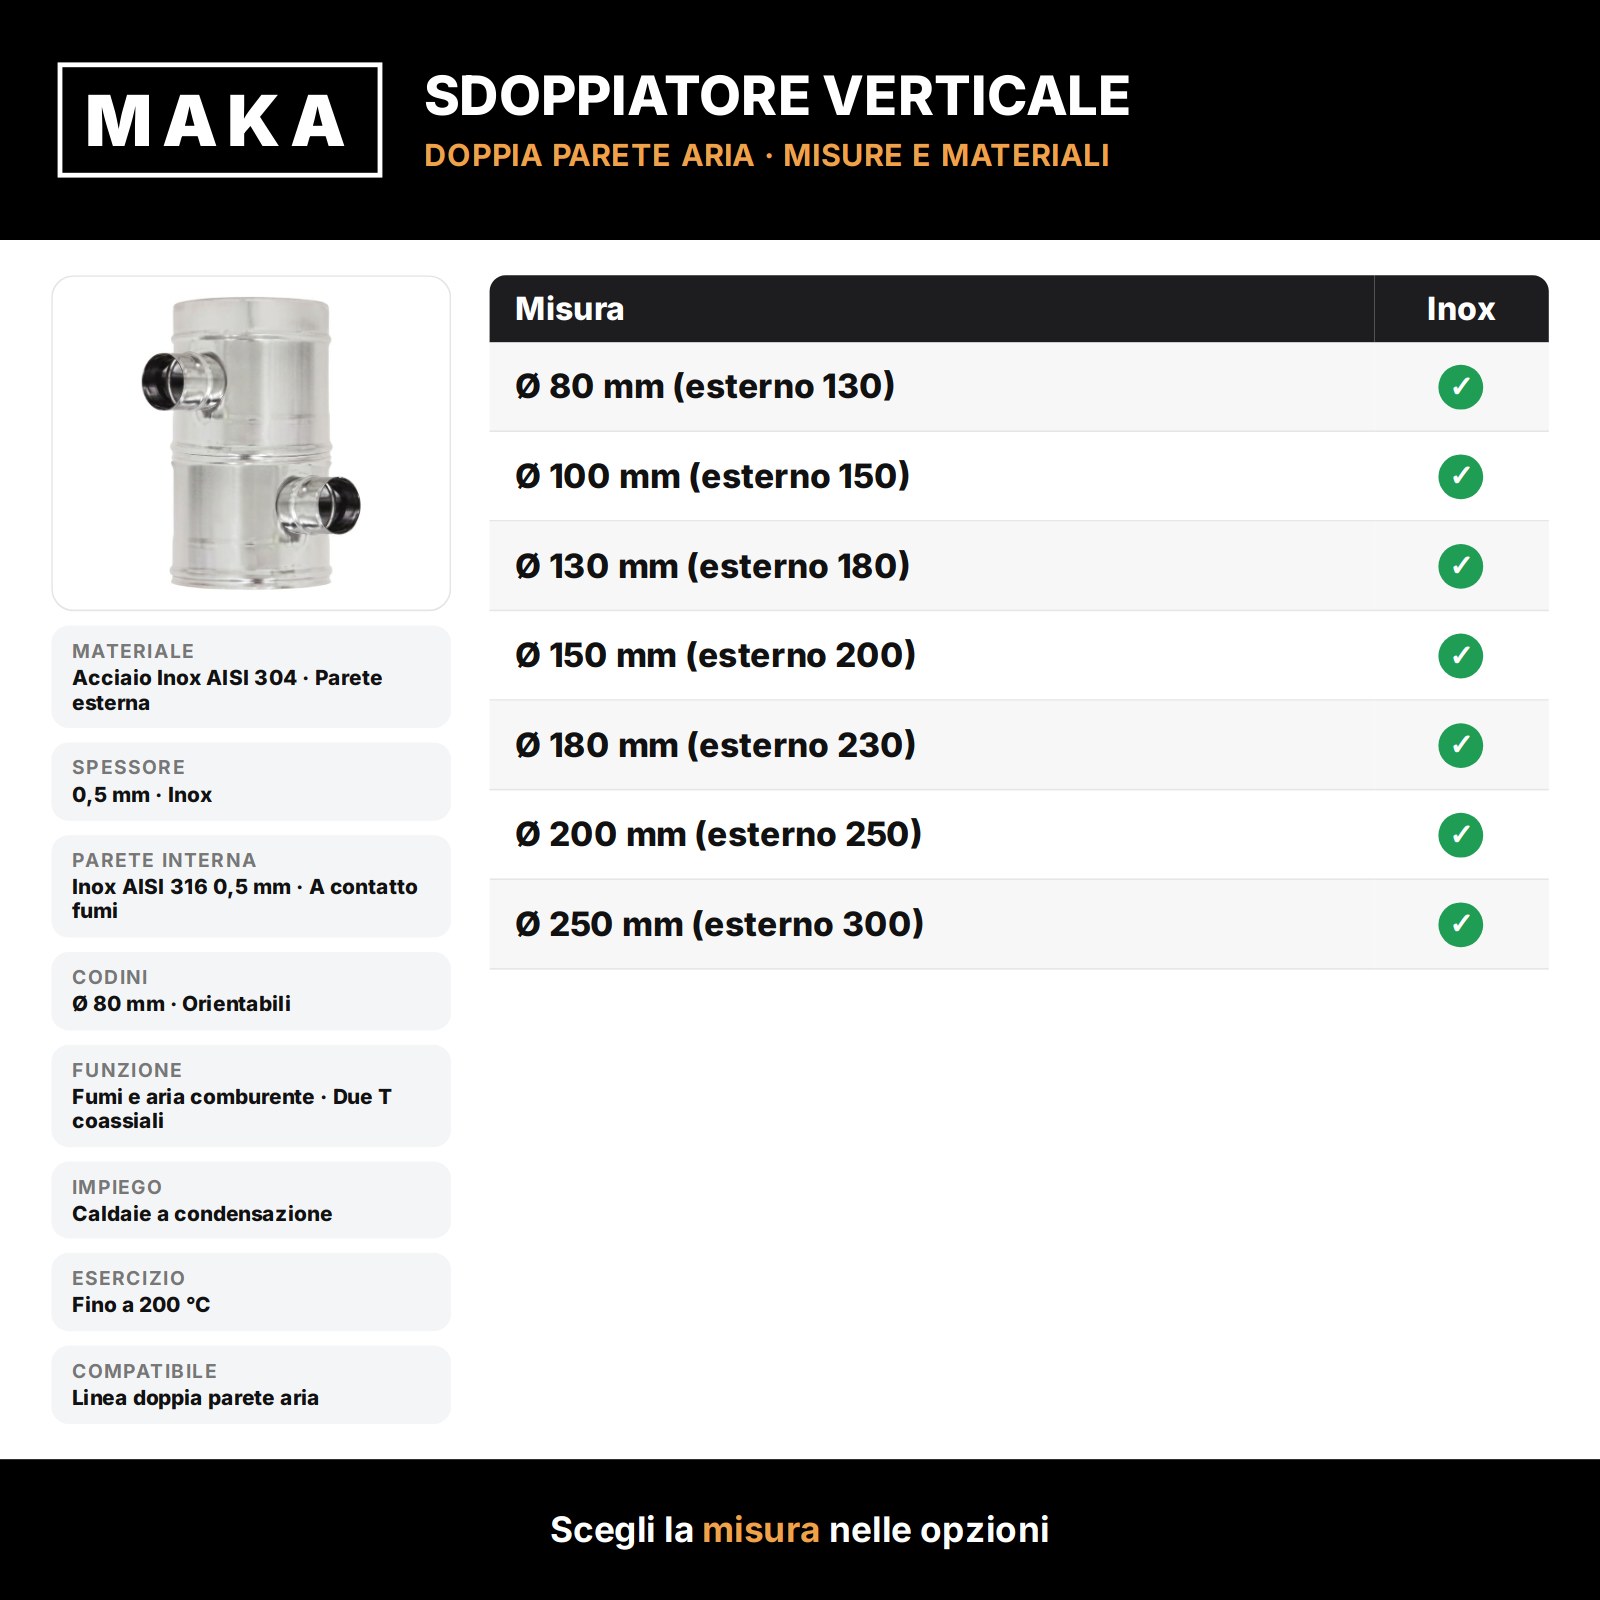 MAKA
SDOPPIATORE VERTICALE
DOPPIA PARETE ARIA · MISURE E MATERIALI
MATERIALE
Acciaio Inox AISI 304 · Parete
esterna
SPESSORE
0,5 mm · Inox
PARETE INTERNA
Inox AISI 316 0,5 mm · A contatto
fumi
CODINI
Ø 80 mm · Orientabili
FUNZIONE
Fumi e aria comburente · Due T
coassiali
IMPIEGO
Caldaie a condensazione
ESERCIZIO
Fino a 200 °C
COMPATIBILE
Linea doppia parete aria
Misura Inox
Ø 80 mm (esterno 130) ✓
Ø 100 mm (esterno 150) ✓
Ø 130 mm (esterno 180) ✓
Ø 150 mm (esterno 200) ✓
Ø 180 mm (esterno 230) ✓
Ø 200 mm (esterno 250) ✓
Ø 250 mm (esterno 300) ✓
Scegli la misura nelle opzioni